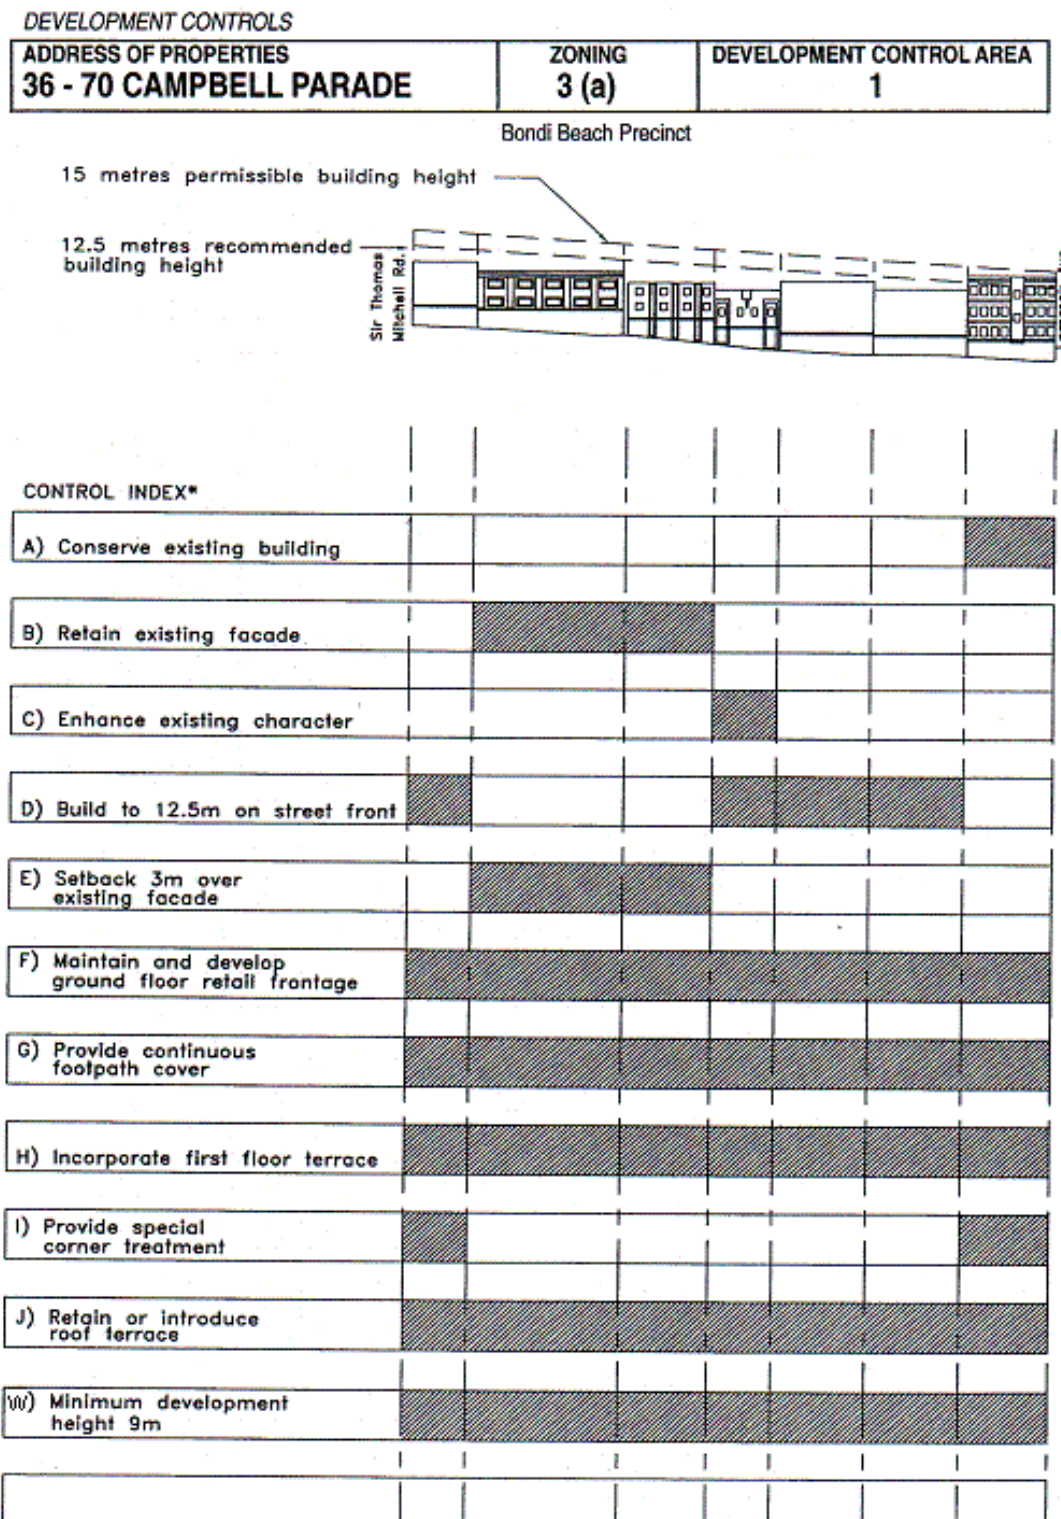 DEVELOPMENT CONTROLS
ADDRESS OF PROPERTIES
36 - 70 CAMPBELL PARADE
ZONING
3 (a)
DEVELOPMENT CONTROL AREA
1
Bondi Beach Precinct
15 metres permissible building height
12.5 metres recommended
building height
Sir Thomas
Mitchell Rd.
CONTROL INDEX*
A) Conserve existing building
B) Retain existing facade
C) Enhance existing character
D) Build to 12.5m on street front
E) Setback 3m over
existing facade
F) Maintain and develop
ground floor retail frontage
G) Provide continuous
footpath cover
H) Incorporate first floor terrace
I) Provide special
corner treatment
J) Retain or introduce
roof terrace
W) Minimum development
height 9m